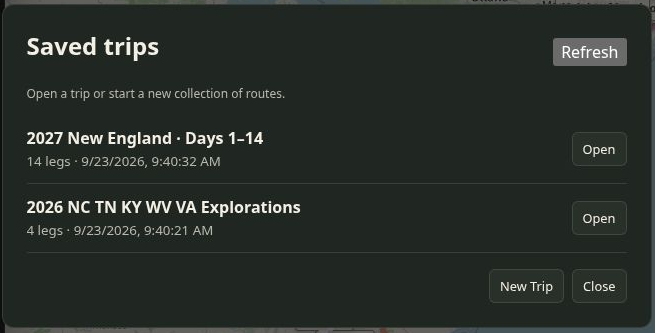 Saved trips
Refresh
Open a trip or start a new collection of routes.
2027 New England · Days 1–14
14 legs · 9/23/2026, 9:40:32 AM
Open
2026 NC TN KY WV VA Explorations
4 legs · 9/23/2026, 9:40:21 AM
Open
New Trip
Close